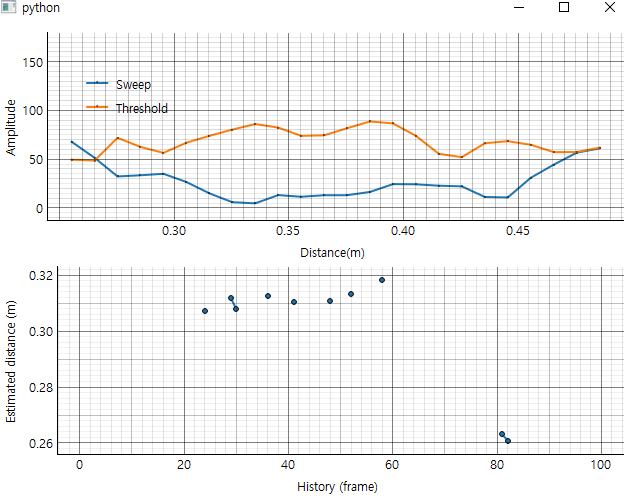 python
150
100
50
0
Amplitude
Sweep
Threshold
0.30 0.35 0.40 0.45
Distance(m)
0.32
0.30
0.28
0.26
Estimated distance (m)
0 20 40 60 80 100
History (frame)